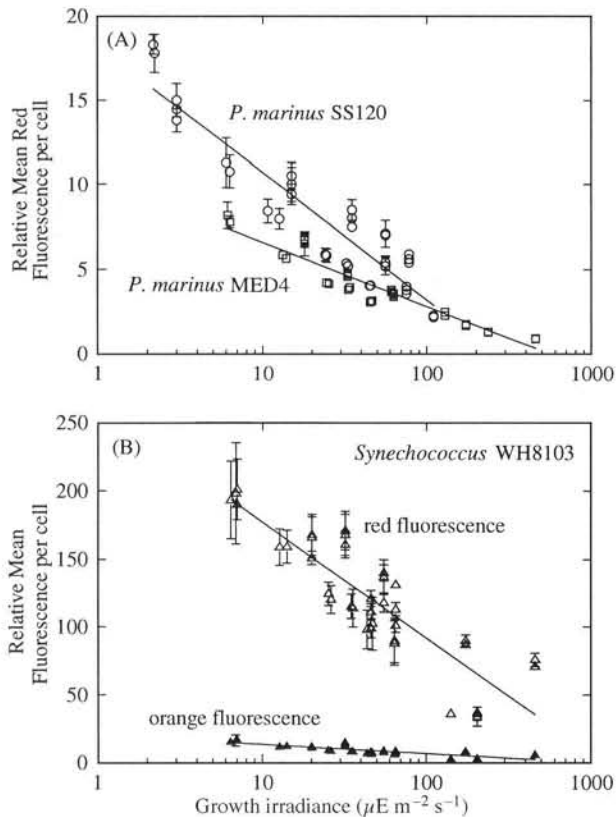 20
(A)
15
P. marinus SS120
10
5
P. marinus MED4
0
1
10
100
1000
Relative Mean Red
Fluorescence per cell
250
(B)
Synechococcus WH8103
200
red fluorescence
150
100
50
orange fluorescence
0
1
10
100
1000
Relative Mean
Fluorescence per cell
Growth irradiance (μE m⁻² s⁻¹)